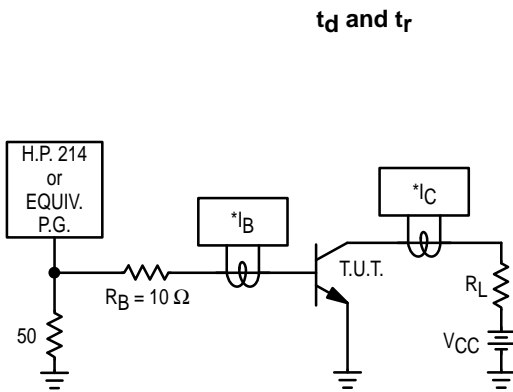 td and tr
H.P. 214
or
EQUIV.
P.G.
*IB
*IC
T.U.T.
RB = 10 Ω
RL
50
VCC